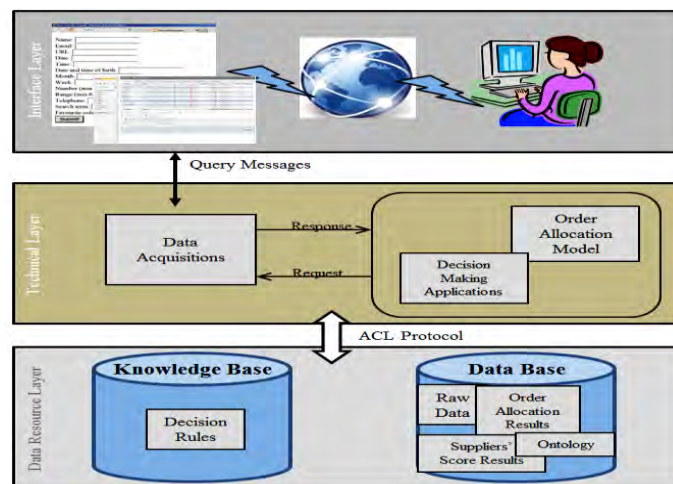 Interface Layer
Name:
Email:
URL
Date
Time:
Date and time of birth
Month
Week
Telephone
Query Messages
Technical Layer
Data
Acquisitions
Response
Request
Order
Allocation
Model
Decision
Making
Applications
ACL Protocol
Data Resource Layer
Knowledge Base
Decision
Rules
Data Base
Raw
Data
Order
Allocation
Results
Suppliers'
Score Results
Ontology